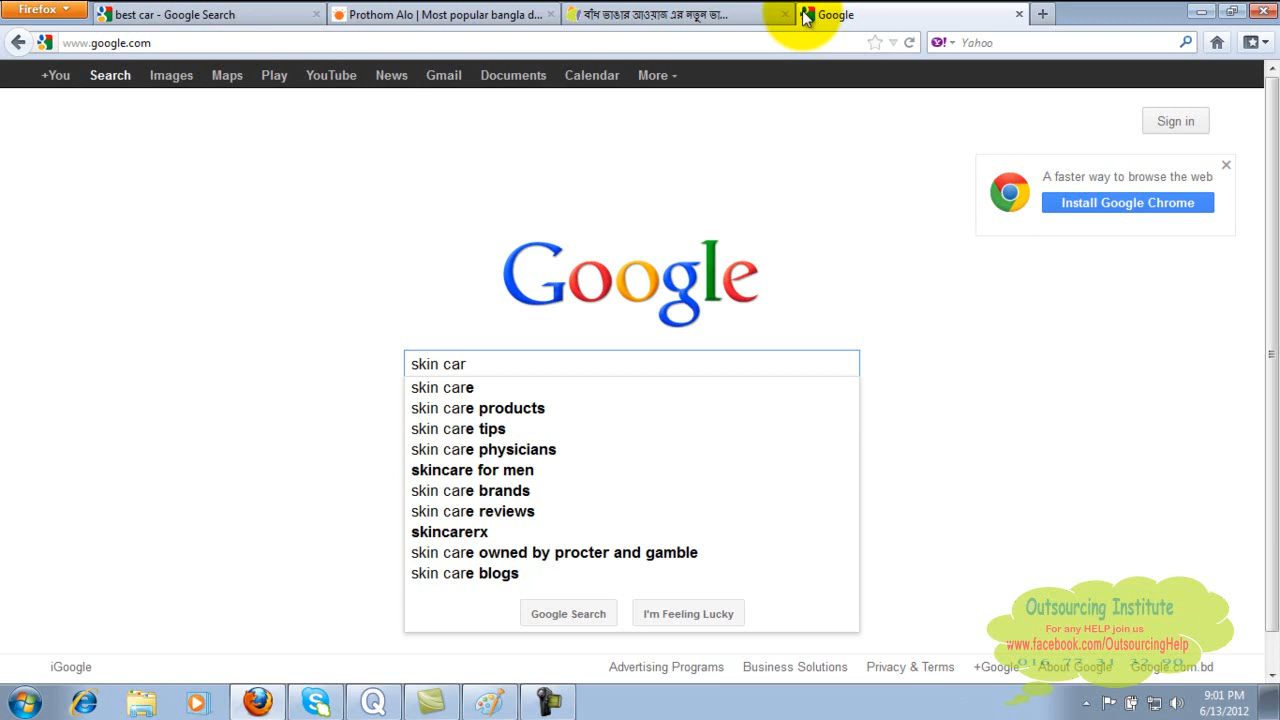 Firefox
best car - Google Search
Prothom Alo | Most popular bangla d...
বাঁধ ভাঙার আওয়াজ এর নতুন ভা...
Google
www.google.com
Yahoo
+You Search Images Maps Play YouTube News Gmail Documents Calendar More
Sign in
A faster way to browse the web
Install Google Chrome
Google
skin car
skin care
skin care products
skin care tips
skin care physicians
skincare for men
skin care brands
skin care reviews
skincarerx
skin care owned by procter and gamble
skin care blogs
Google Search
I'm Feeling Lucky
Outsourcing Institute
For any HELP join us
www.facebook.com/OutsourcingHelp
iGoogle
Advertising Programs Business Solutions Privacy & Terms +Google About Google Google.com.bd
9:01 PM
6/13/2012